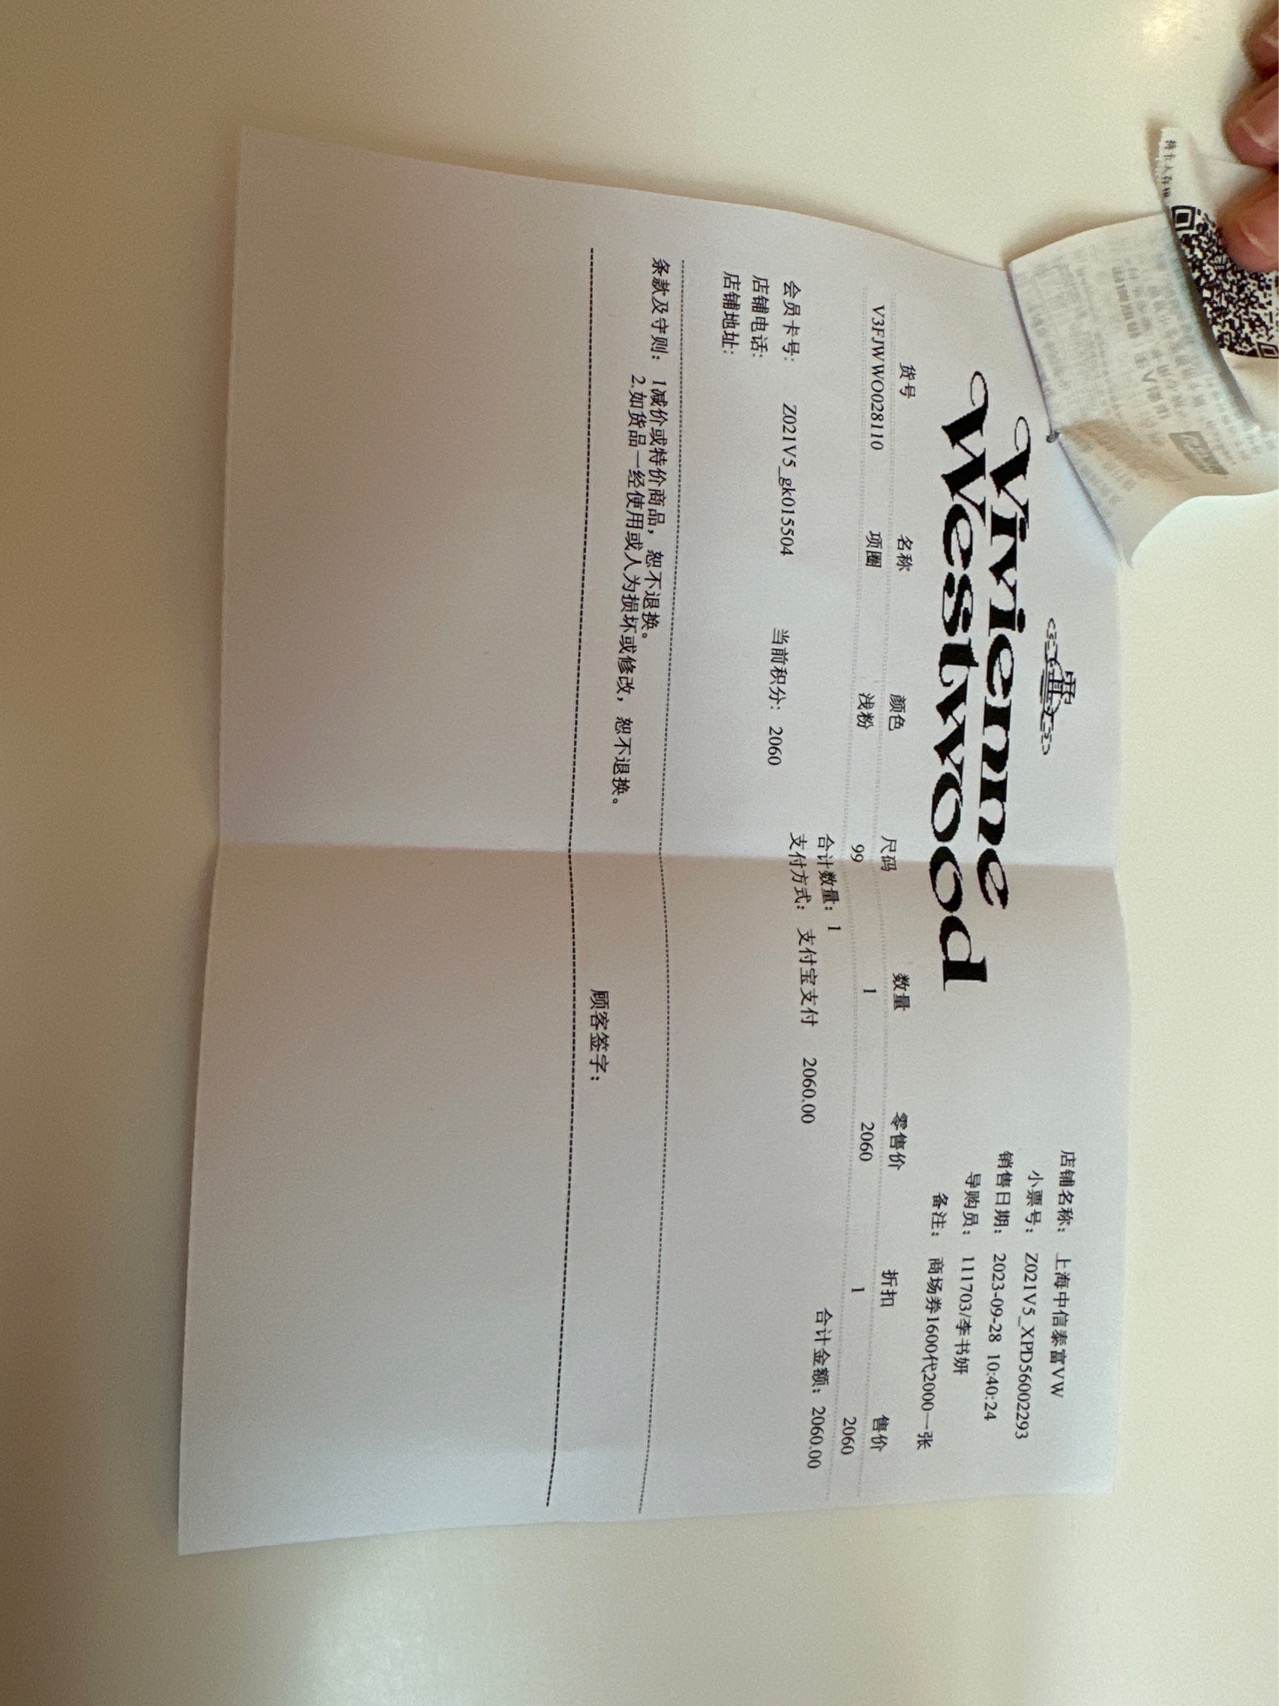 Vivienne
Westwood
店铺名称： 上海中信泰富VW
小票号： Z021V5_XPD56002293
销售日期： 2023-09-28 10:40:24
导购员： 111703/李书妍
备注： 商场券1600代2000一张
货号 名称 颜色 尺码 数量 零售价 折扣 售价
V3FJWWO028110 项圈 浅粉 99 1 2060 1 2060
合计数量：1 合计金额：2060.00
支付方式： 支付宝支付 2060.00
会员卡号： Z021V5_gk015504 当前积分：2060
店铺电话：
店铺地址：
条款及守则： 1减价或特价商品，恕不退换。
2.如货品一经使用或人为损坏或修改，恕不退换。
顾客签字：